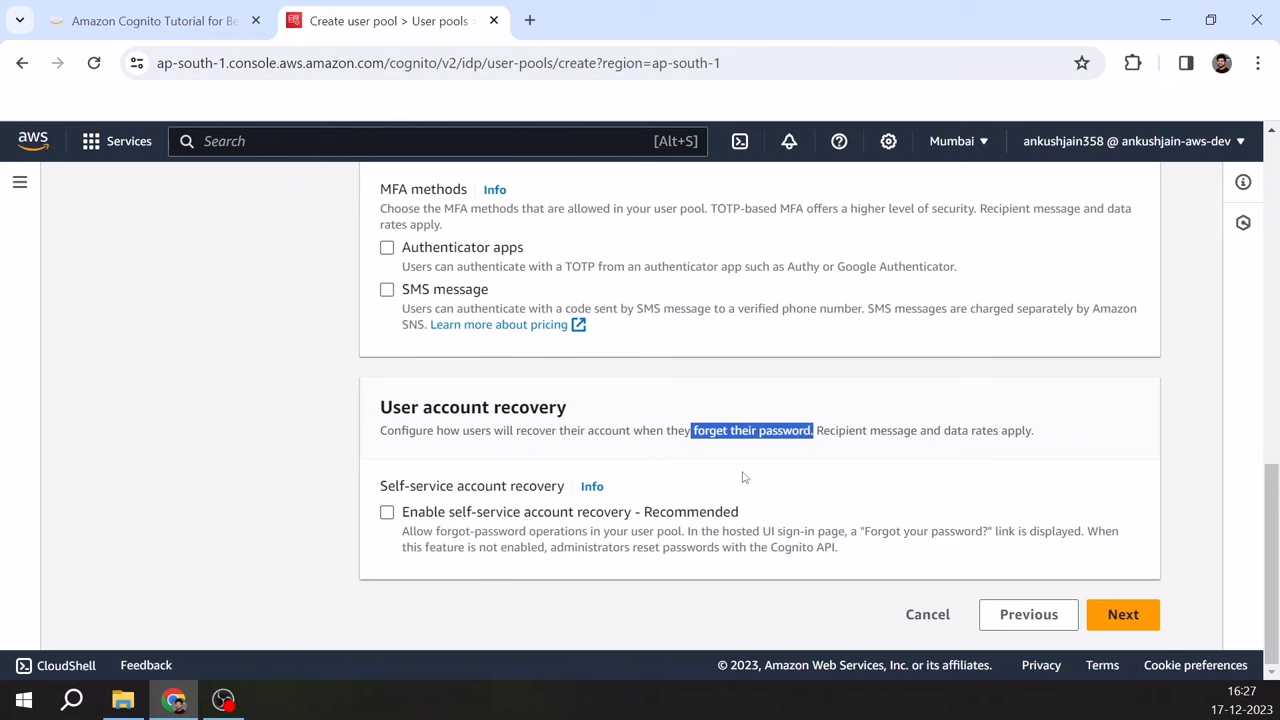 Amazon Cognito Tutorial for Be
Create user pool > User pools
ap-south-1.console.aws.amazon.com/cognito/v2/idp/user-pools/create?region=ap-south-1
aws
Services
Search
[Alt+S]
Mumbai
ankushjain358 @ ankushjain-aws-dev
MFA methods Info
Choose the MFA methods that are allowed in your user pool. TOTP-based MFA offers a higher level of security. Recipient message and data
rates apply.
Authenticator apps
Users can authenticate with a TOTP from an authenticator app such as Authy or Google Authenticator.
SMS message
Users can authenticate with a code sent by SMS message to a verified phone number. SMS messages are charged separately by Amazon
SNS. Learn more about pricing
User account recovery
Configure how users will recover their account when they forget their password. Recipient message and data rates apply.
Self-service account recovery Info
Enable self-service account recovery - Recommended
Allow forgot-password operations in your user pool. In the hosted UI sign-in page, a "Forgot your password?" link is displayed. When
this feature is not enabled, administrators reset passwords with the Cognito API.
Cancel
Previous
Next
CloudShell
Feedback
© 2023, Amazon Web Services, Inc. or its affiliates.
Privacy
Terms
Cookie preferences
16:27
17-12-2023